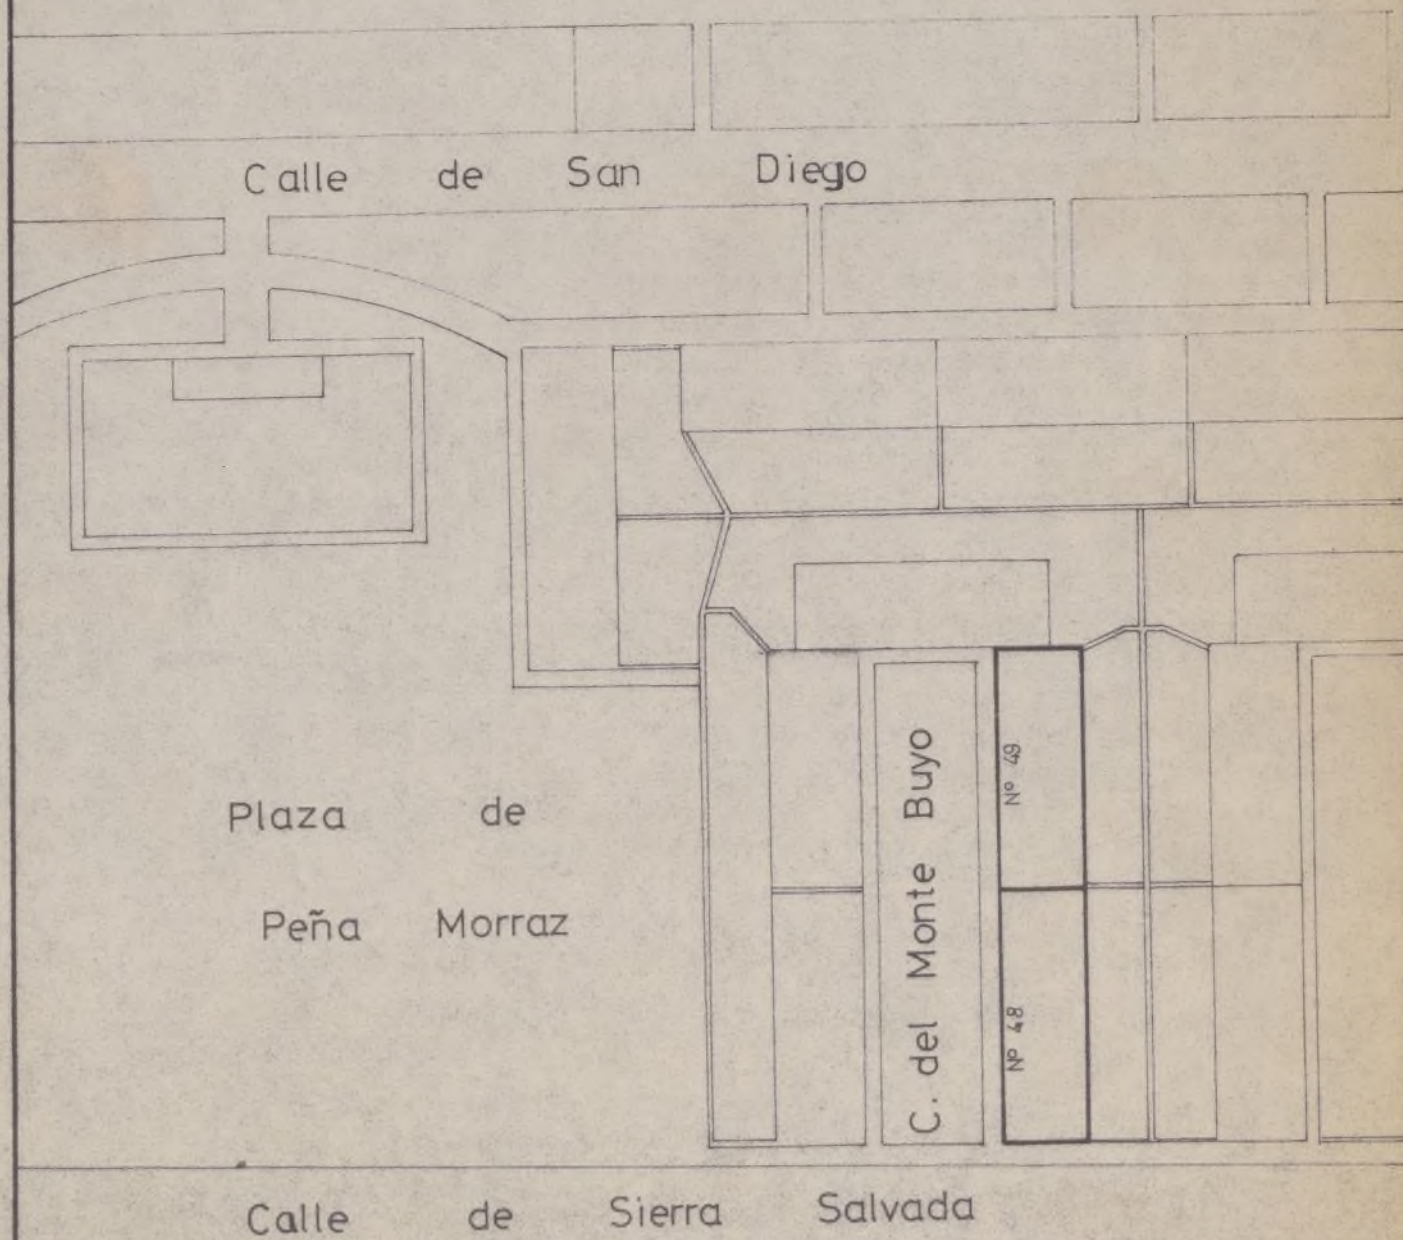 Calle de San Diego
Plaza de
Peña Morraz
C. del Monte Buyo
Nº 49
Nº 48
Calle de Sierra Salvada